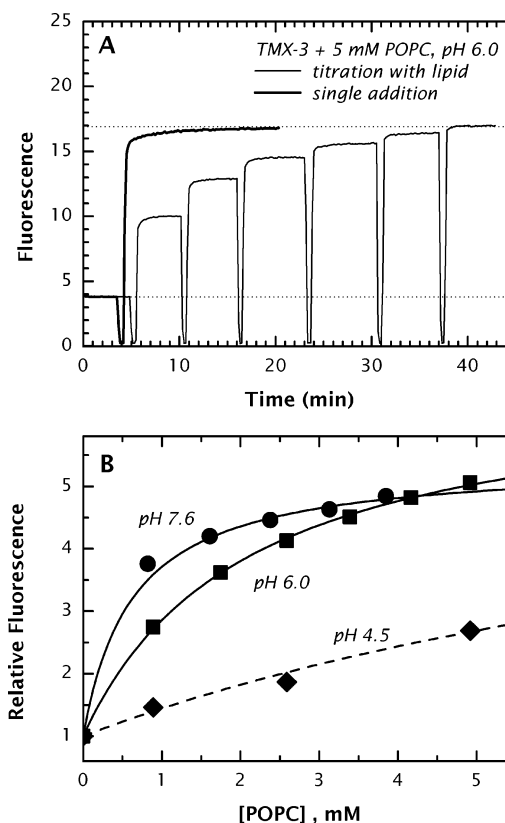 A
TMX-3 + 5 mM POPC, pH 6.0
titration with lipid
single addition
25
20
15
10
5
0
Fluorescence
0
10
20
30
40
Time (min)
B
pH 7.6
pH 6.0
pH 4.5
5
4
3
2
1
Relative Fluorescence
0
1
2
3
4
5
[POPC] , mM